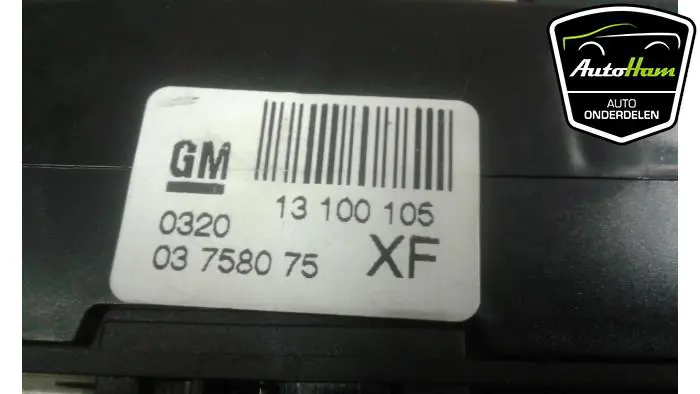 GM
13 100 105
0320
03 7580 75 XF
AutoHam
AUTO
ONDERDELEN